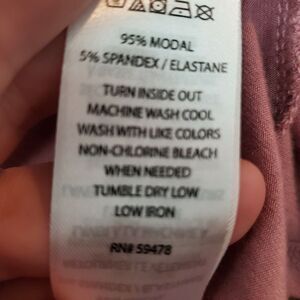 95% MODAL
5% SPANDEX / ELASTANE
TURN INSIDE OUT
MACHINE WASH COOL
WASH WITH LIKE COLORS
NON-CHLORINE BLEACH
WHEN NEEDED
TUMBLE DRY LOW
LOW IRON
RN# 59478